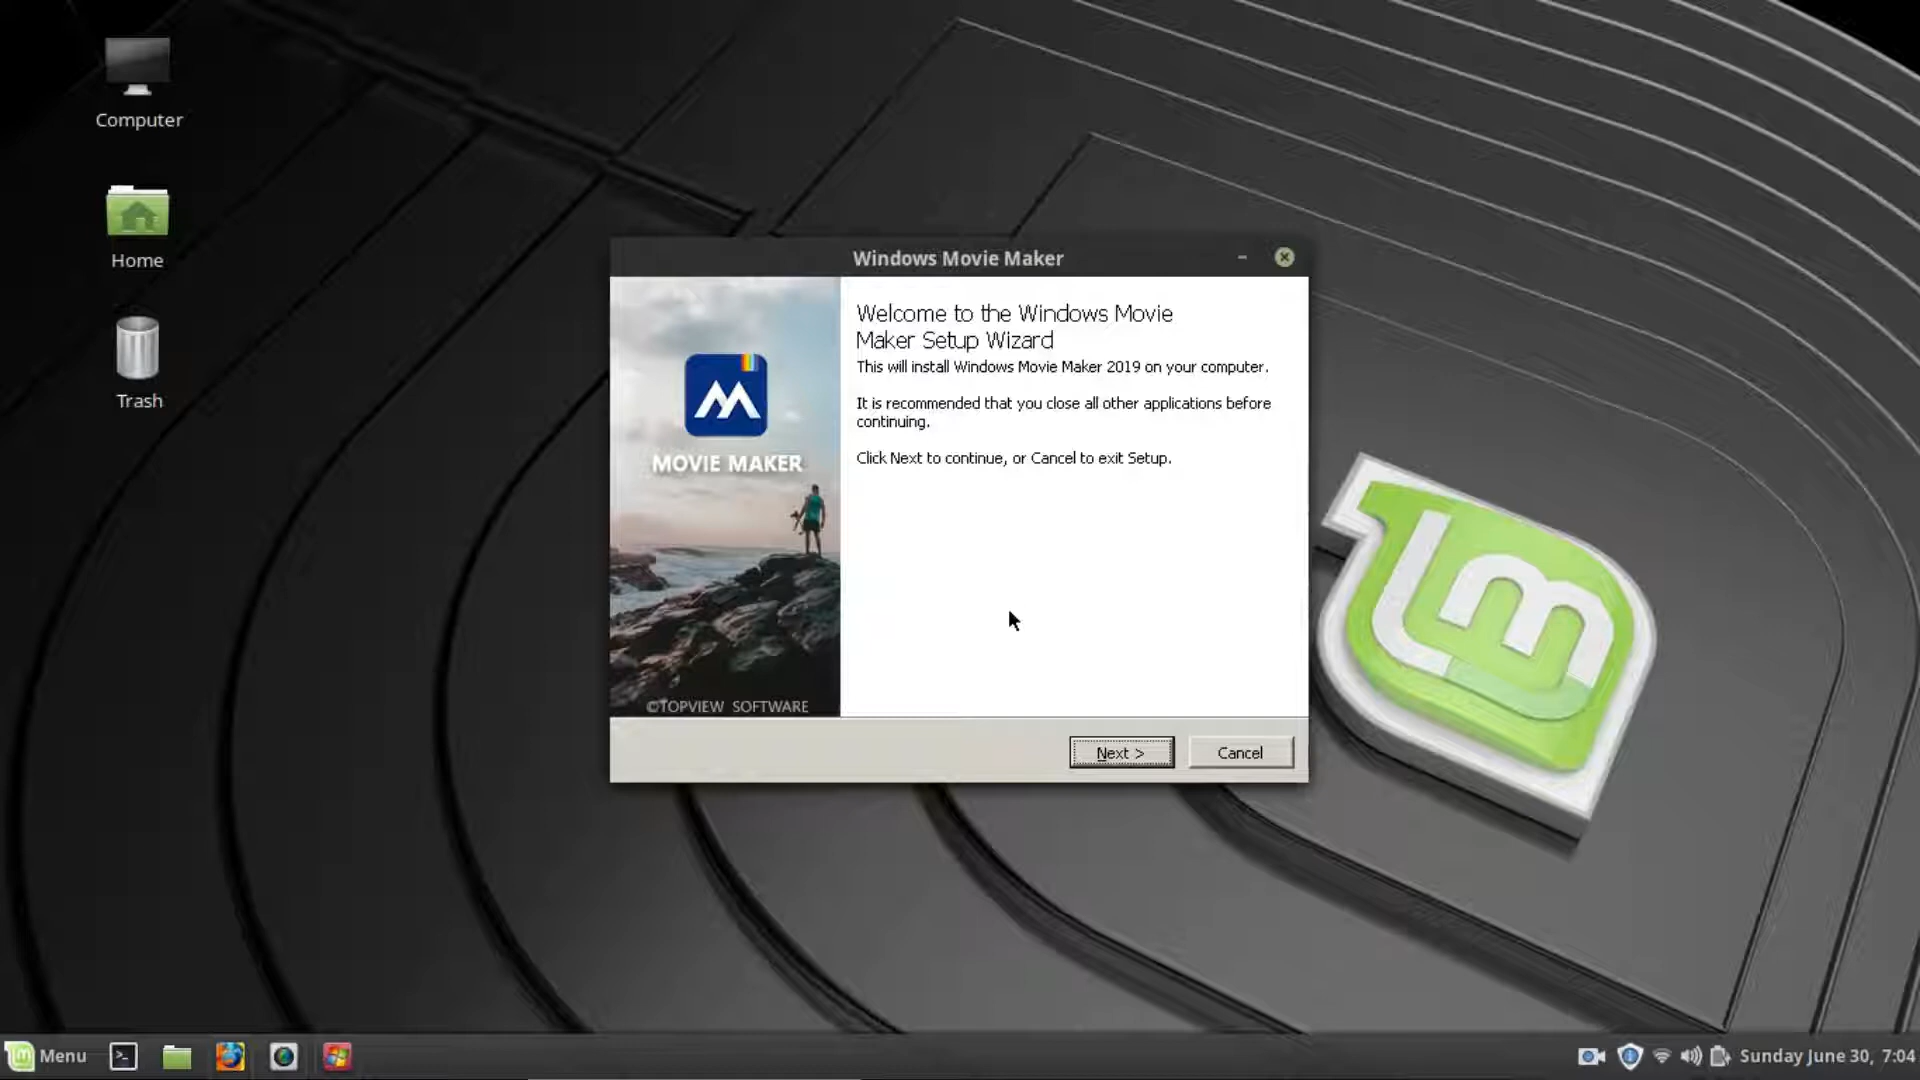 Computer
Home
Trash
Windows Movie Maker
MOVIE MAKER
©TOPVIEW SOFTWARE
Welcome to the Windows Movie
Maker Setup Wizard
This will install Windows Movie Maker 2019 on your computer.
It is recommended that you close all other applications before
continuing.
Click Next to continue, or Cancel to exit Setup.
Next >
Cancel
Menu
Sunday June 30, 7:04